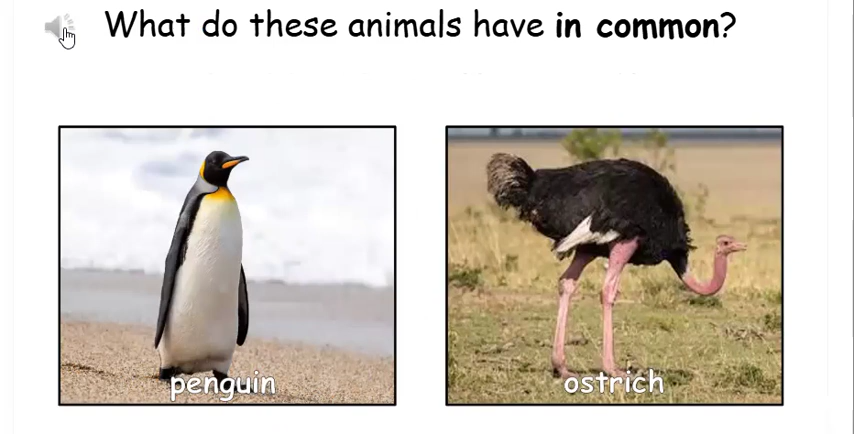 What do these animals have in common?
penguin
ostrich